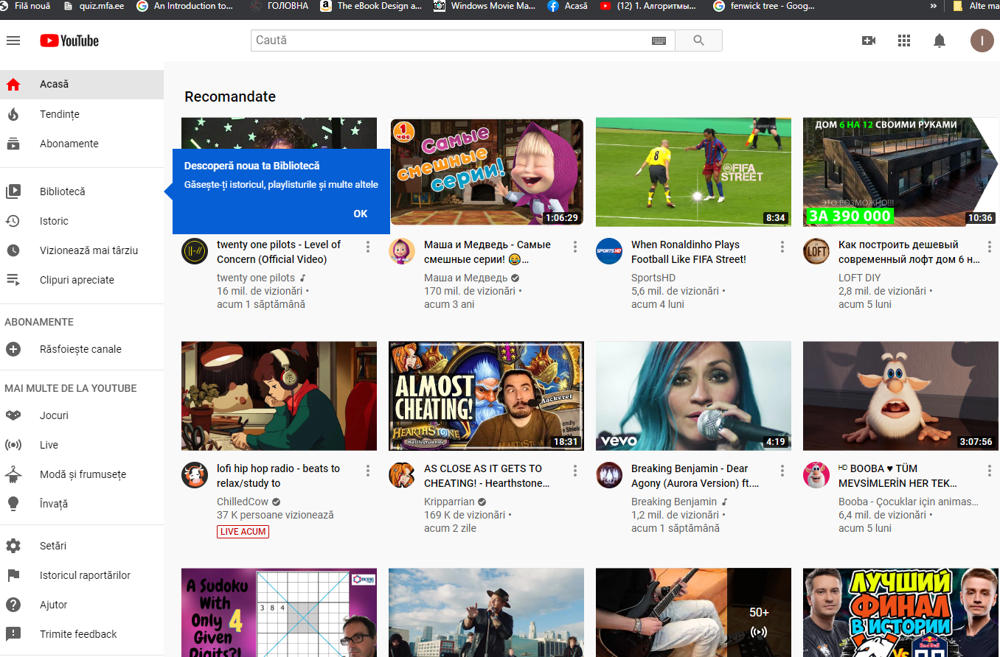 Filă nouă
quiz.mfa.ee
An Introduction to...
ГОЛОВНА
The eBook Design a...
Windows Movie Ma...
Acasă
(12) 1. Алгоритмы...
fenwick tree - Goog...
»
Alte ma
YouTube
Caută
I
Acasă
Tendințe
Abonamente
Bibliotecă
Istoric
Vizionează mai târziu
Clipuri apreciate
ABONAMENTE
Răsfoiește canale
MAI MULTE DE LA YOUTUBE
Jocuri
Live
Modă și frumusețe
Învață
Setări
Istoricul raportărilor
Ajutor
Trimite feedback
Recomandate
Descoperă noua ta Bibliotecă
Găsește-ți istoricul, playlisturile și multe altele
OK
twenty one pilots - Level of
Concern (Official Video)
twenty one pilots
16 mil. de vizionări •
acum 1 săptămână
1
час
Самые
смешные
серии!
1:06:29
Маша и Медведь - Самые
смешные серии! 😂...
Маша и Медведь
170 mil. de vizionări •
acum 3 ani
8
FIFA
STREET
8:34
SPORTSHD
When Ronaldinho Plays
Football Like FIFA Street!
SportsHD
5,6 mil. de vizionări •
acum 4 luni
ДОМ 6 НА 12 СВОИМИ РУКАМИ
ЭТО ВОЗМОЖНО!!!
ЗА 390 000
10:36
LOFT
Как построить дешевый
современный лофт дом 6 н...
LOFT DIY
2,8 mil. de vizionări •
acum 5 luni
lofi hip hop radio - beats to
relax/study to
ChilledCow
37 K persoane vizionează
LIVE ACUM
ALMOST
CHEATING!
HEARTHSTONE
Battlegrounds
Mackerel
18:31
AS CLOSE AS IT GETS TO
CHEATING! - Hearthstone...
Kripparrian
169 K de vizionări •
acum 2 zile
vevo
4:19
Breaking Benjamin - Dear
Agony (Aurora Version) ft....
Breaking Benjamin
1,2 mil. de vizionări •
acum 1 săptămână
3:07:56
HD BOOBA ♥ TÜM
MEVSİMLERİN HER TEK...
Booba - Çocuklar için animas...
6,4 mil. de vizionări •
acum 5 luni
A Sudoku
With
Only 4
Given
Digits?!
3 8 4
50+
ЛУЧШИЙ
ФИНАЛ
В ИСТОРИИ
Red Bull
VS